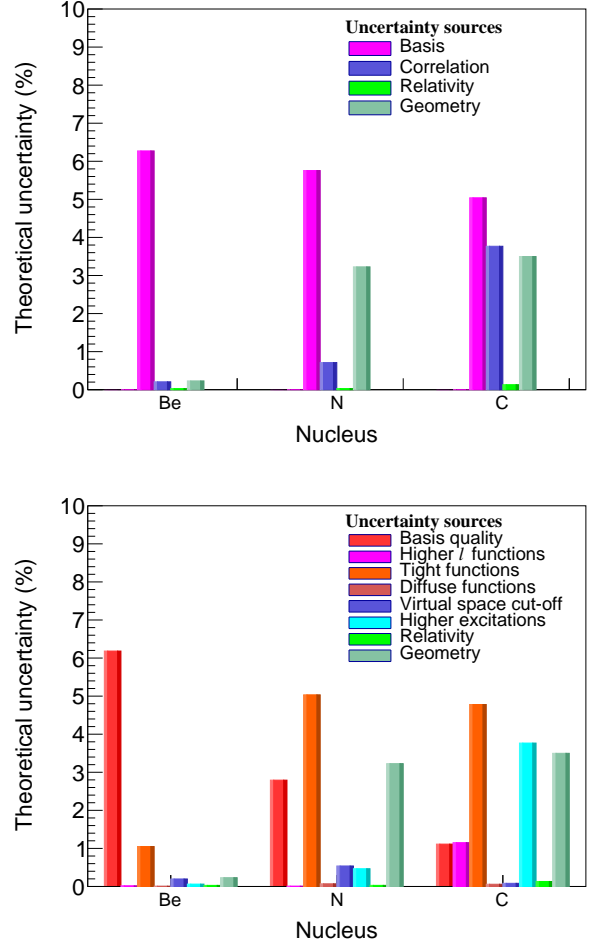 Uncertainty sources
Basis
Correlation
Relativity
Geometry
Theoretical uncertainty (%)
10
9
8
7
6
5
4
3
2
1
0
Be N C
Nucleus
Uncertainty sources
Basis quality
Higher l functions
Tight functions
Diffuse functions
Virtual space cut-off
Higher excitations
Relativity
Geometry
Theoretical uncertainty (%)
10
9
8
7
6
5
4
3
2
1
0
Be N C
Nucleus